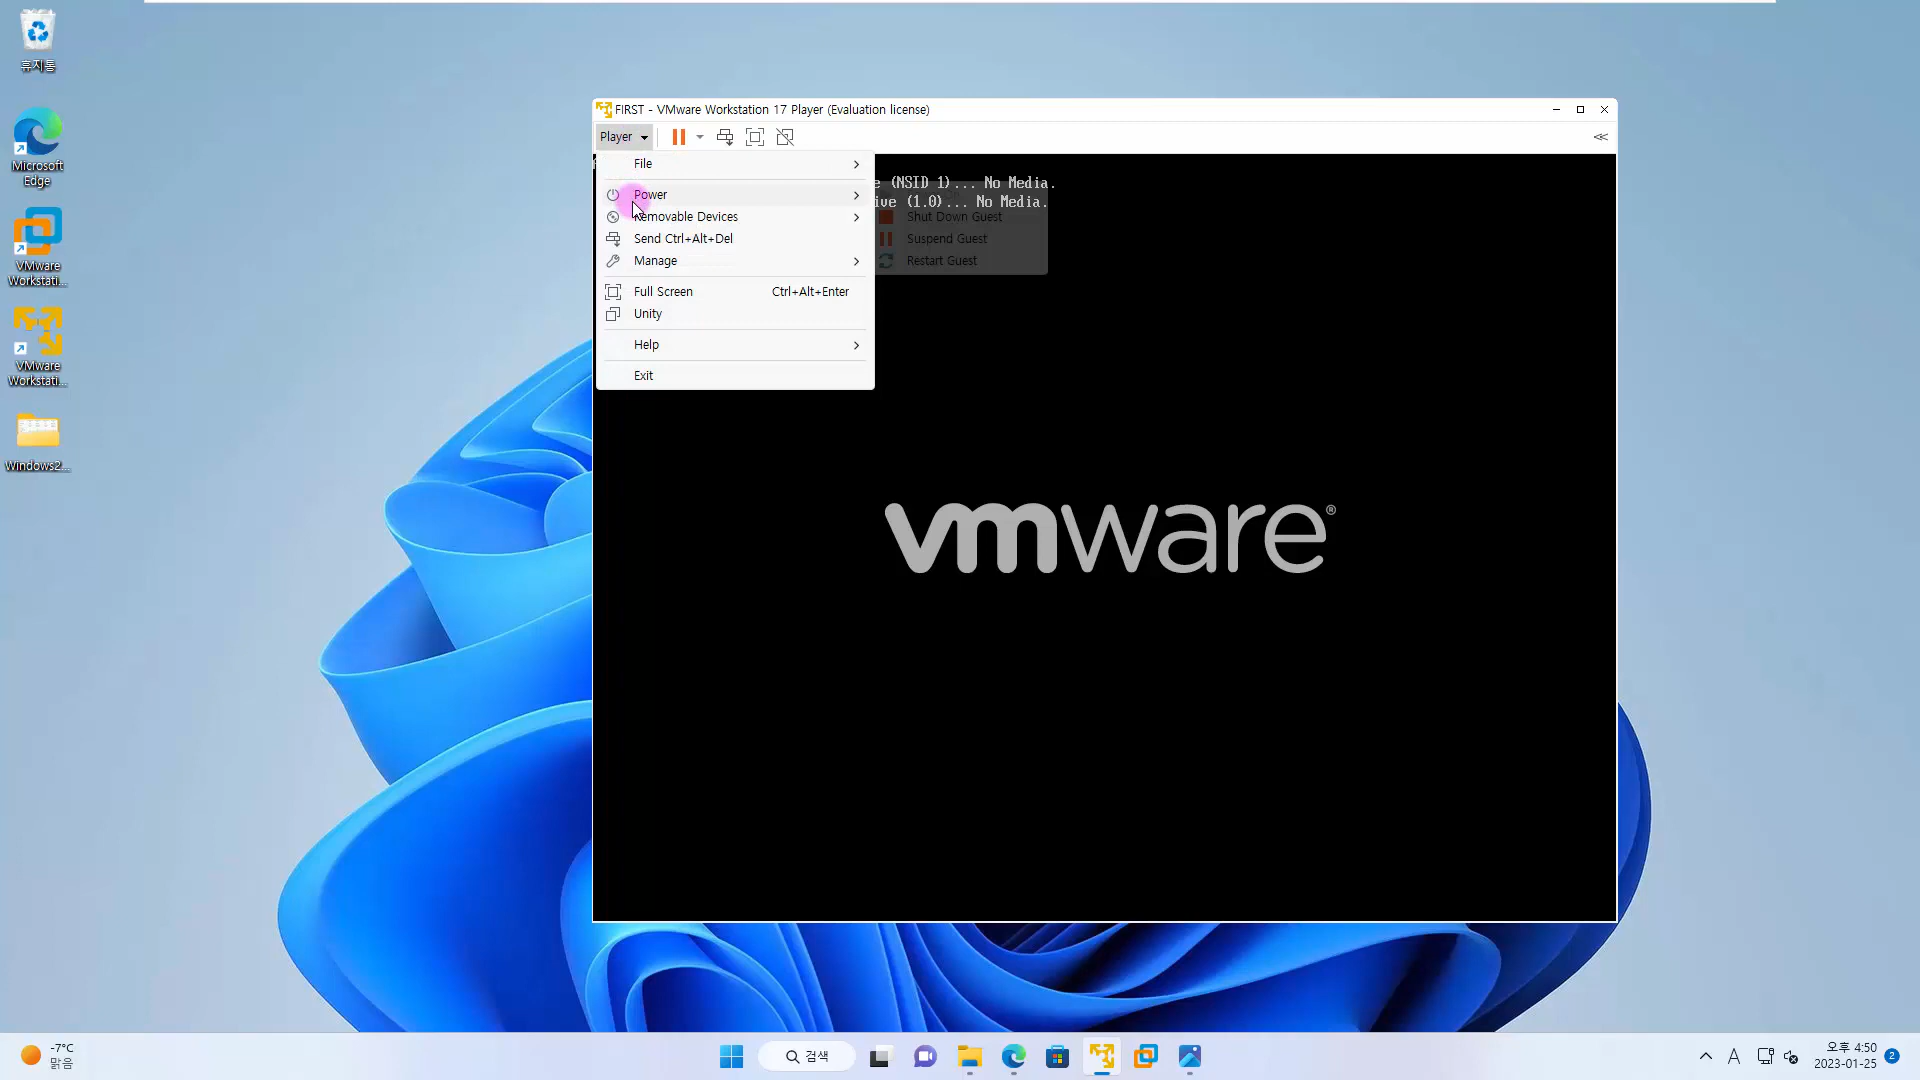 휴지통
Microsoft
Edge
VMware
Workstati...
VMware
Workstati...
Windows2...
FIRST - VMware Workstation 17 Player (Evaluation license)
Player
File
Power
Removable Devices
Send Ctrl+Alt+Del
Manage
Full Screen Ctrl+Alt+Enter
Unity
Help
Exit
e (NSID 1)... No Media.
ive (1.0)... No Media.
Shut Down Guest
Suspend Guest
Restart Guest
vmware®
-7°C
맑음
검색
A
오후 4:50
2023-01-25
2